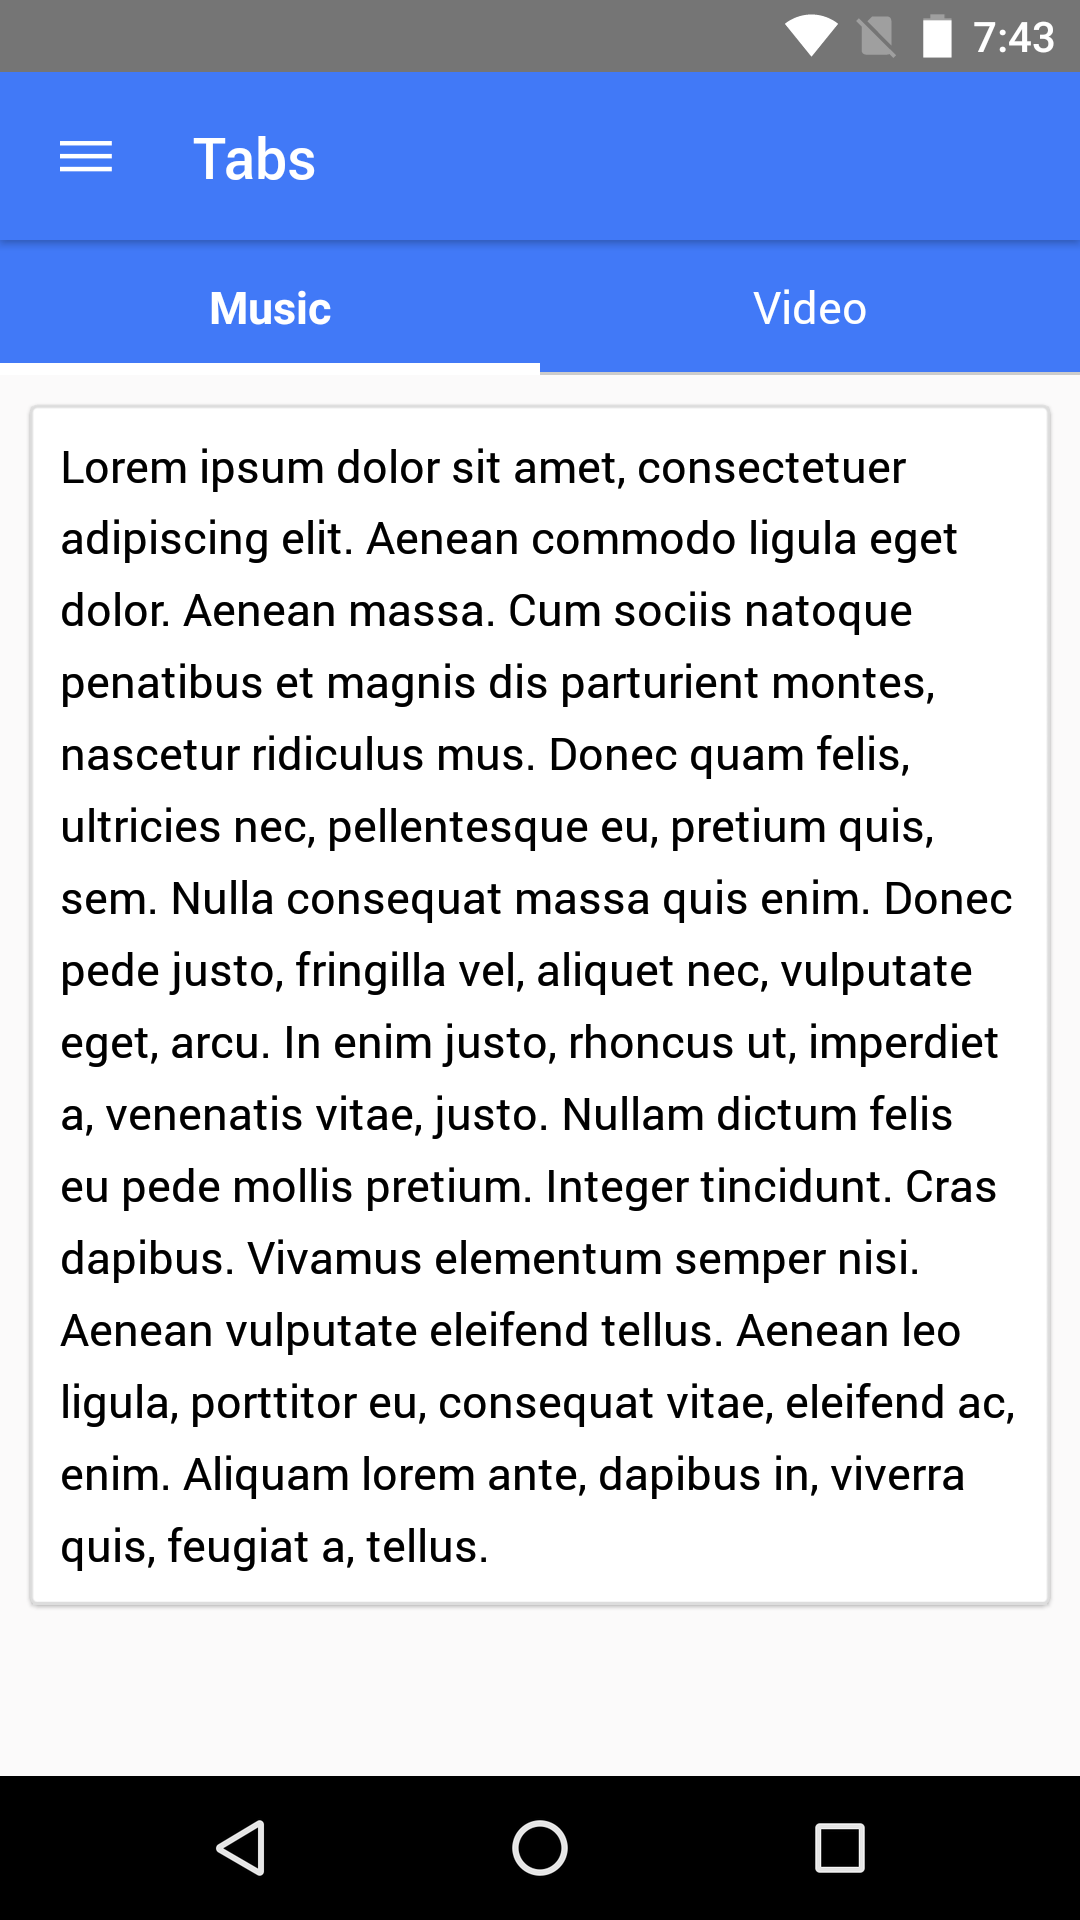 7:43
Tabs
Music Video
Lorem ipsum dolor sit amet, consectetuer
adipiscing elit. Aenean commodo ligula eget
dolor. Aenean massa. Cum sociis natoque
penatibus et magnis dis parturient montes,
nascetur ridiculus mus. Donec quam felis,
ultricies nec, pellentesque eu, pretium quis,
sem. Nulla consequat massa quis enim. Donec
pede justo, fringilla vel, aliquet nec, vulputate
eget, arcu. In enim justo, rhoncus ut, imperdiet
a, venenatis vitae, justo. Nullam dictum felis
eu pede mollis pretium. Integer tincidunt. Cras
dapibus. Vivamus elementum semper nisi.
Aenean vulputate eleifend tellus. Aenean leo
ligula, porttitor eu, consequat vitae, eleifend ac,
enim. Aliquam lorem ante, dapibus in, viverra
quis, feugiat a, tellus.